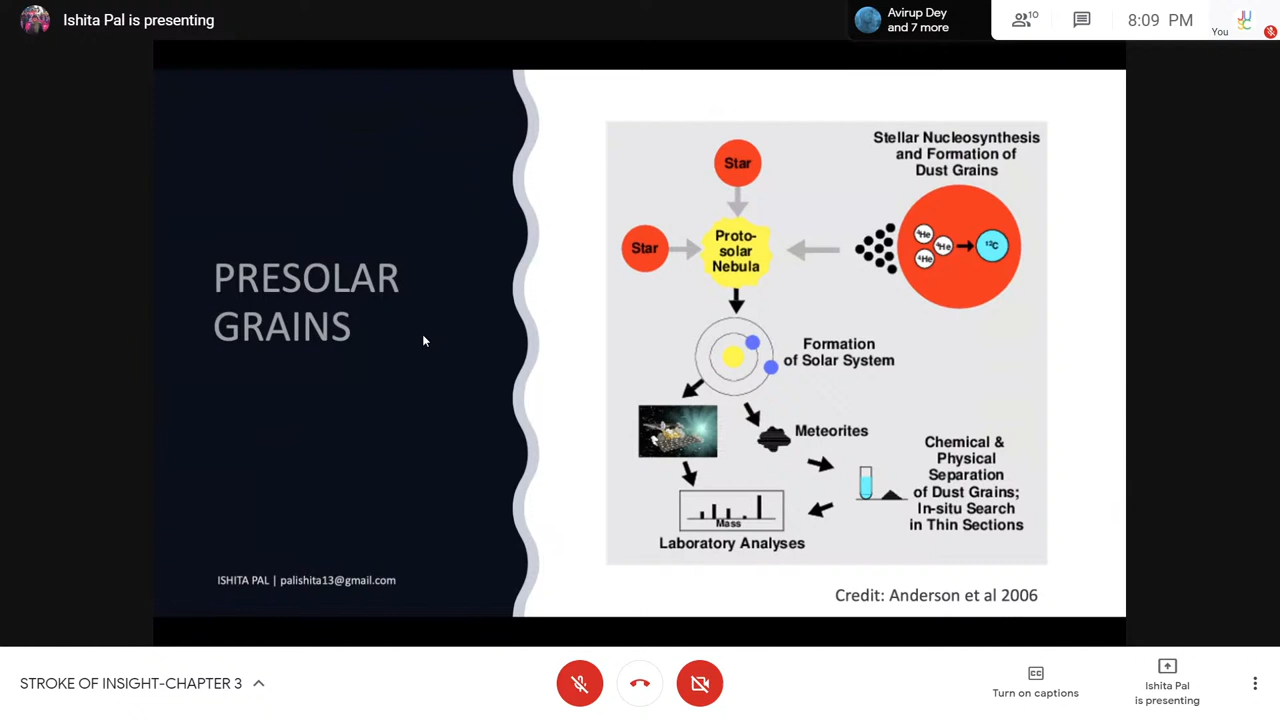 Ishita Pal is presenting
Avirup Dey
and 7 more
10
8:09 PM
You
PRESOLAR
GRAINS
ISHITA PAL | palishita13@gmail.com
Star
Star
Proto-
solar
Nebula
Stellar Nucleosynthesis
and Formation of
Dust Grains
⁴He
⁴He
⁴He
¹²C
Formation
of Solar System
Meteorites
Chemical &
Physical
Separation
of Dust Grains;
In-situ Search
in Thin Sections
Mass
Laboratory Analyses
Credit: Anderson et al 2006
STROKE OF INSIGHT-CHAPTER 3
CC
Turn on captions
Ishita Pal
is presenting